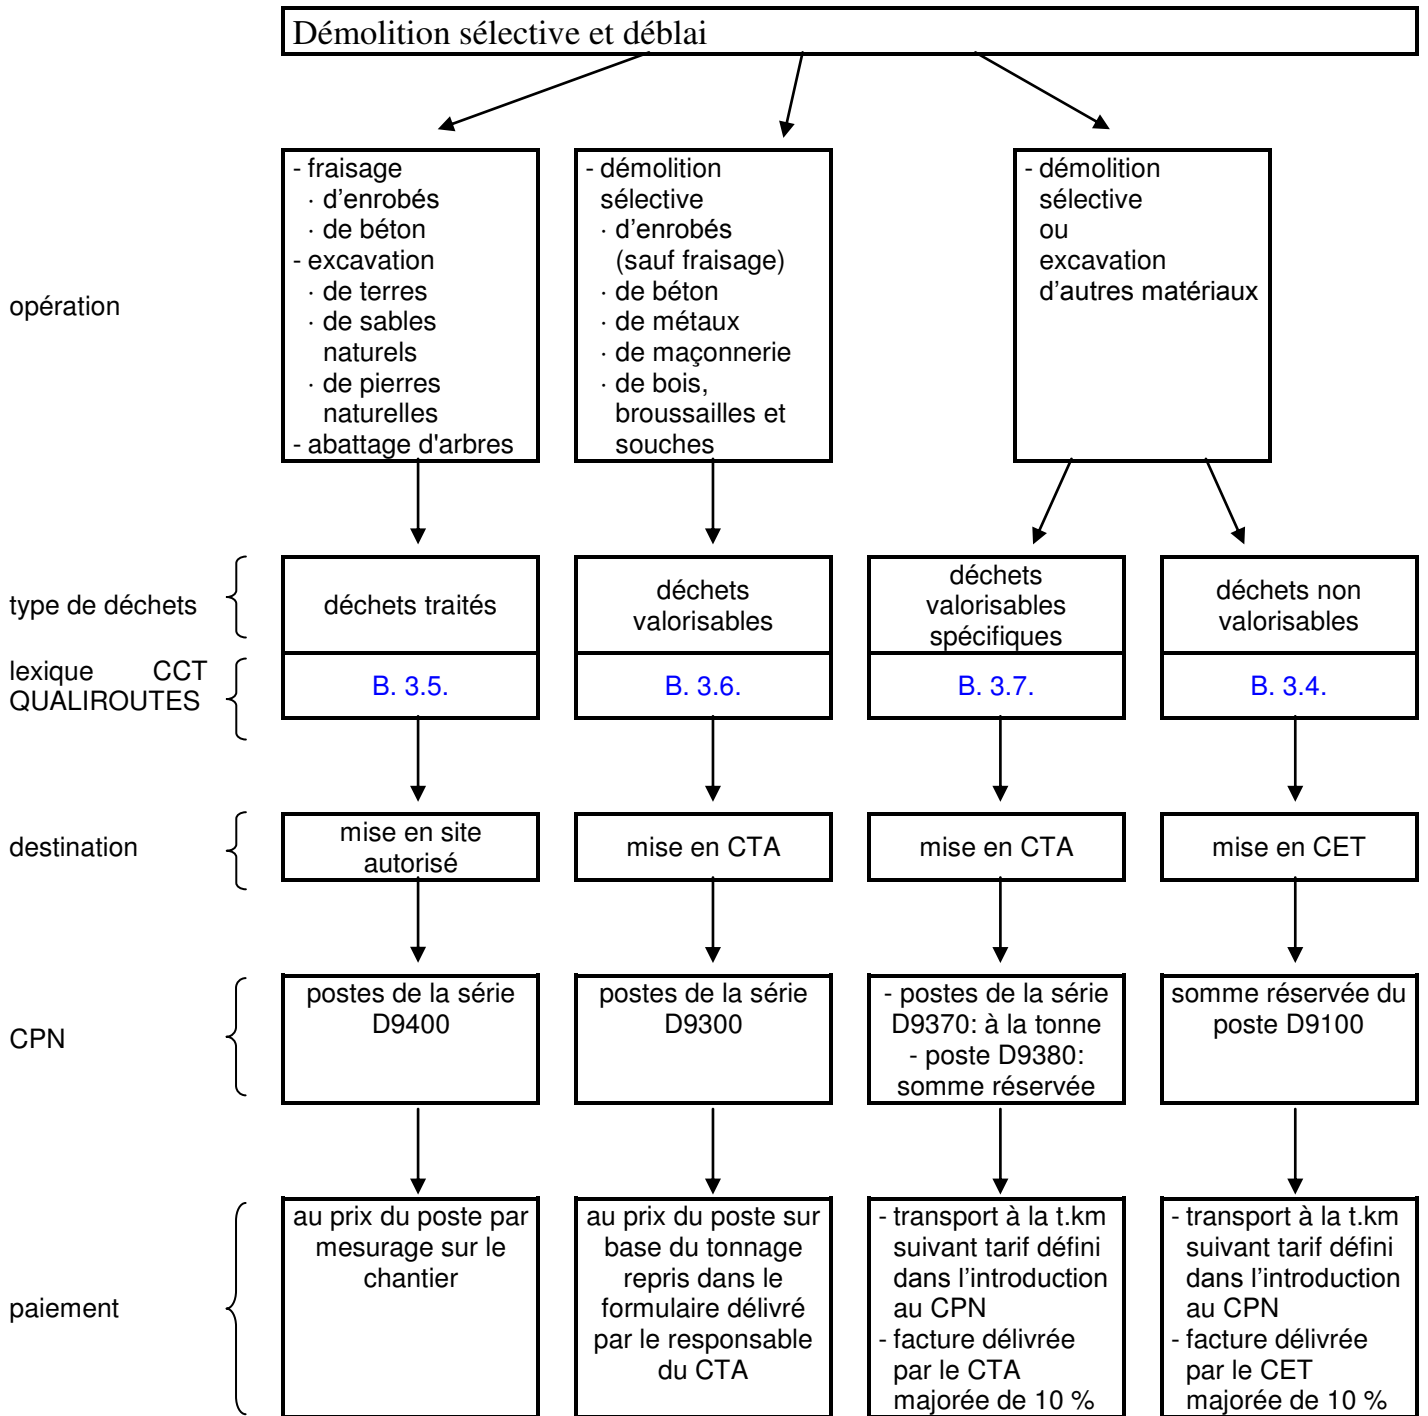 Démolition sélective et déblai
opération
- fraisage
· d'enrobés
· de béton
- excavation
· de terres
· de sables
naturels
· de pierres
naturelles
- abattage d'arbres
- démolition
sélective
· d'enrobés
(sauf fraisage)
· de béton
· de métaux
· de maçonnerie
· de bois,
broussailles et
souches
- démolition
sélective
ou
excavation
d'autres matériaux
type de déchets
déchets traités
déchets
valorisables
déchets
valorisables
spécifiques
déchets non
valorisables
lexique CCT
QUALIROUTES
B. 3.5.
B. 3.6.
B. 3.7.
B. 3.4.
destination
mise en site
autorisé
mise en CTA
mise en CTA
mise en CET
CPN
postes de la série
D9400
postes de la série
D9300
- postes de la série
D9370: à la tonne
- poste D9380:
somme réservée
somme réservée du
poste D9100
paiement
au prix du poste par
mesurage sur le
chantier
au prix du poste sur
base du tonnage
repris dans le
formulaire délivré
par le responsable
du CTA
- transport à la t.km
suivant tarif défini
dans l'introduction
au CPN
- facture délivrée
par le CTA
majorée de 10 %
- transport à la t.km
suivant tarif défini
dans l'introduction
au CPN
- facture délivrée
par le CET
majorée de 10 %